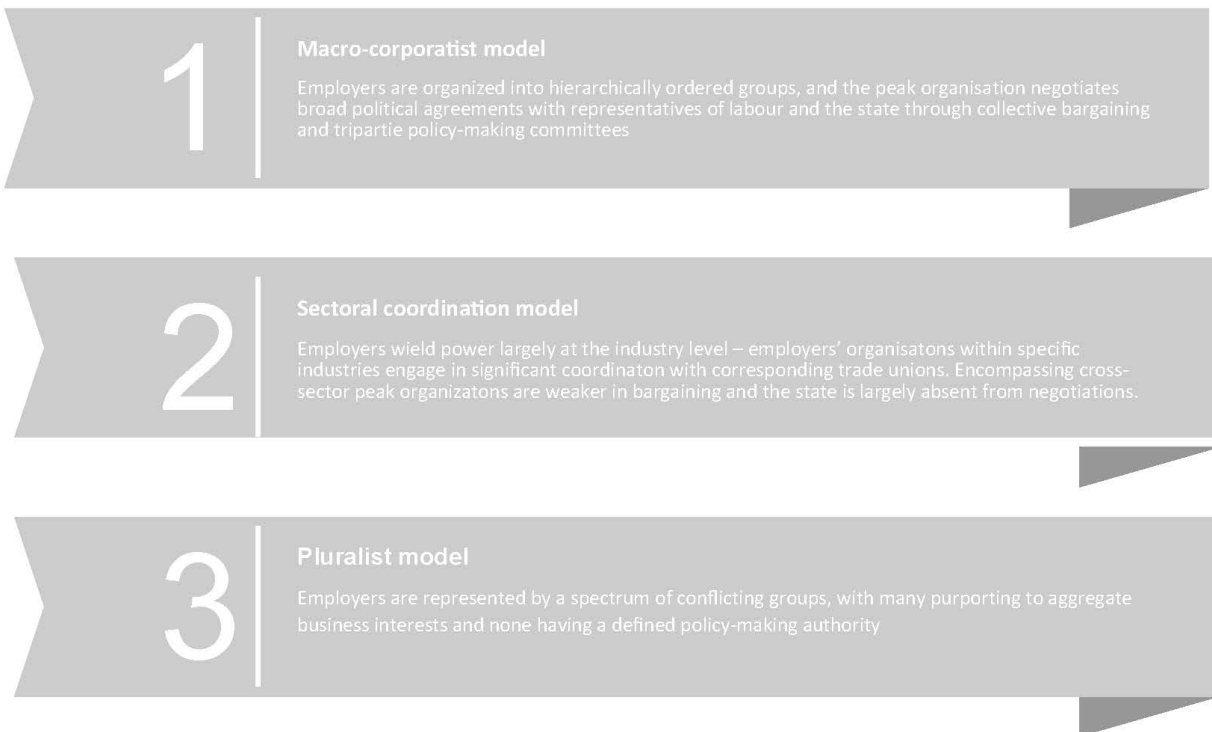 1
Macro-corporatist model
Employers are organized into hierarchically ordered groups, and the peak organisation negotiates
broad political agreements with representatives of labour and the state through collective bargaining
and tripartie policy-making committees
2
Sectoral coordination model
Employers wield power largely at the industry level – employers’ organisatons within specific
industries engage in significant coordinaton with corresponding trade unions. Encompassing cross-
sector peak organizatons are weaker in bargaining and the state is largely absent from negotiations.
3
Pluralist model
Employers are represented by a spectrum of conflicting groups, with many purporting to aggregate
business interests and none having a defined policy-making authority